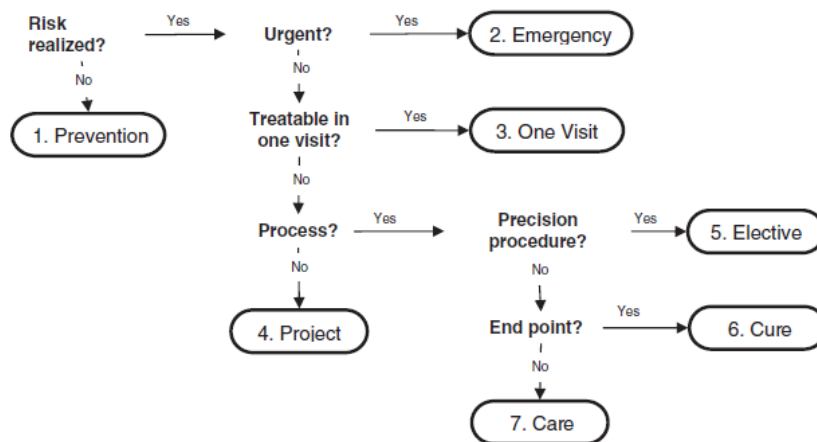 Risk
realized?
Yes
Urgent?
Yes
2. Emergency
No
No
1. Prevention
Treatable in
one visit?
Yes
3. One Visit
No
Process?
Yes
Precision
procedure?
Yes
5. Elective
No
No
4. Project
End point?
Yes
6. Cure
No
7. Care